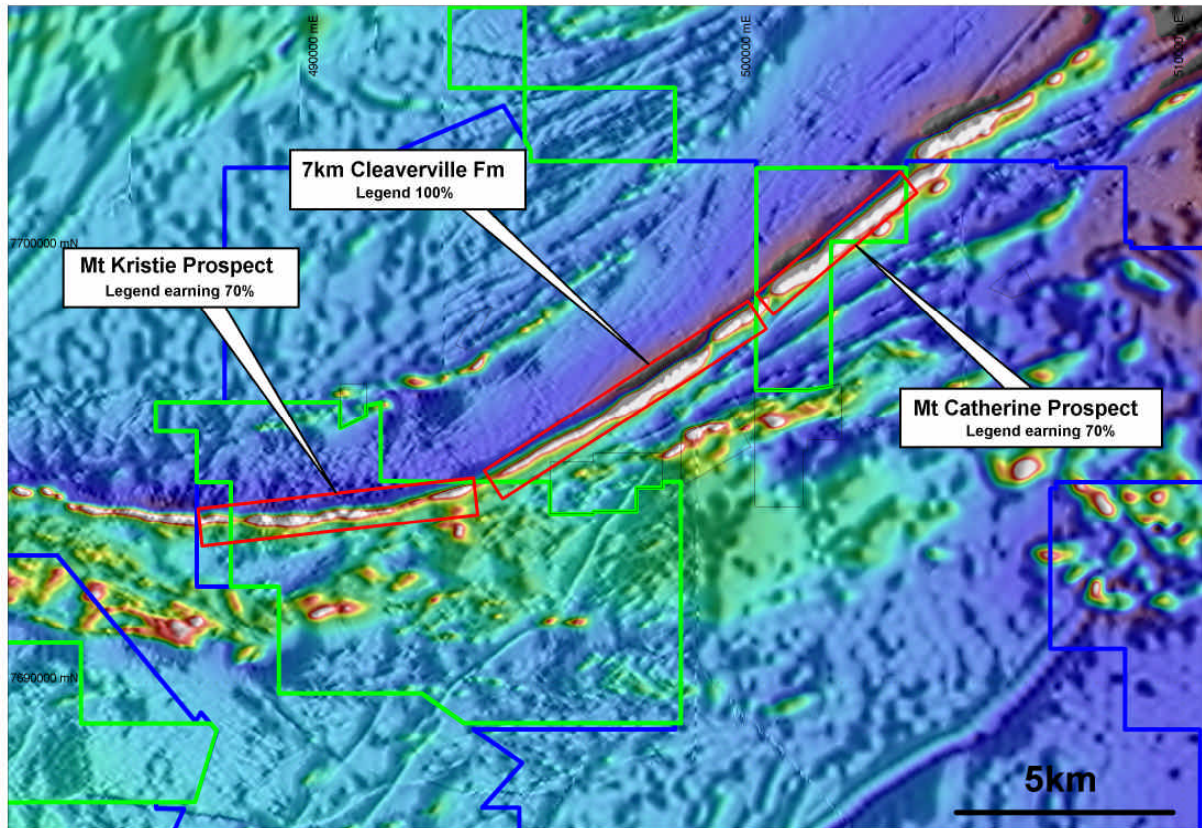 490000 mE
500000 mE
510000 mE
7km Cleaverville Fm
Legend 100%
7700000 mN
Mt Kristie Prospect
Legend earning 70%
Mt Catherine Prospect
Legend earning 70%
7690000 mN
5km